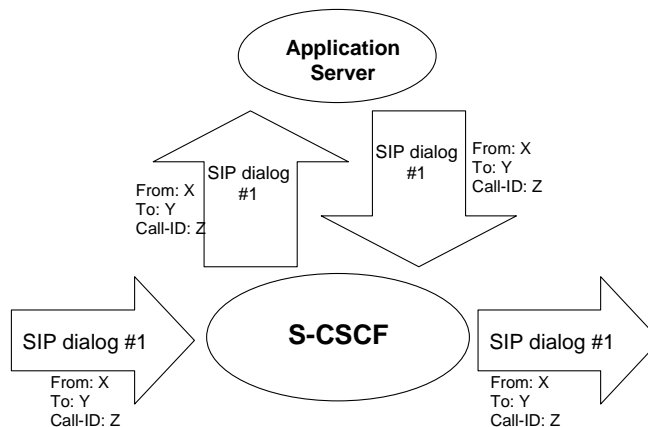 Application
Server
SIP dialog
#1
From: X
To: Y
Call-ID: Z
SIP dialog
#1
From: X
To: Y
Call-ID: Z
SIP dialog #1
From: X
To: Y
Call-ID: Z
S-CSCF
SIP dialog #1
From: X
To: Y
Call-ID: Z